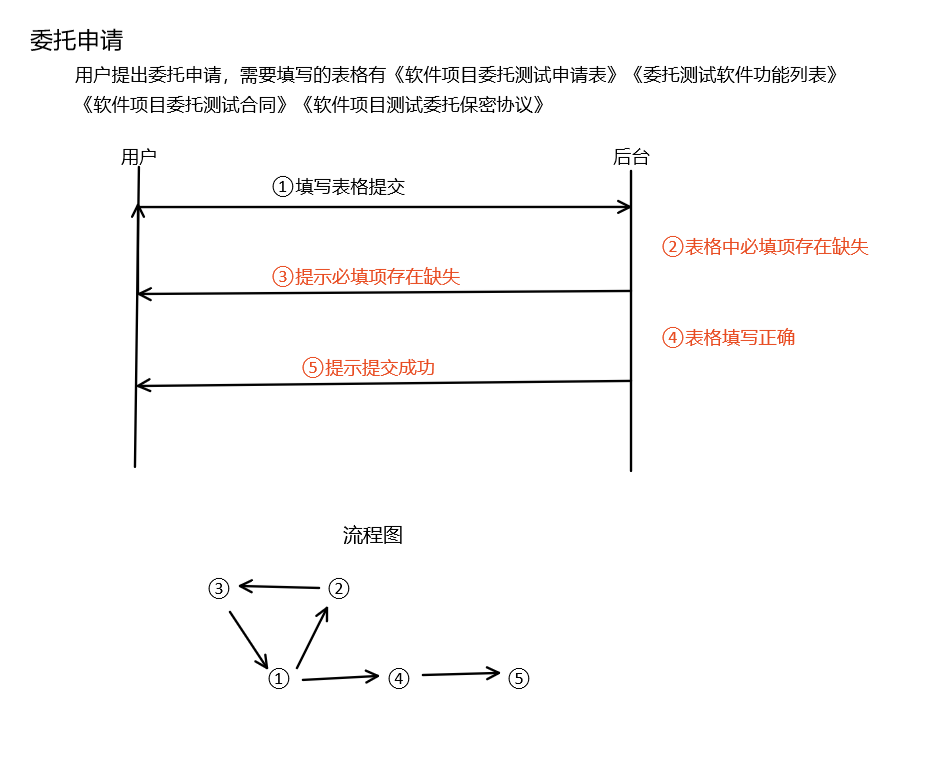 委托申请
用户提出委托申请，需要填写的表格有《软件项目委托测试申请表》《委托测试软件功能列表》
《软件项目委托测试合同》《软件项目测试委托保密协议》
用户
后台
①填写表格提交
②表格中必填项存在缺失
③提示必填项存在缺失
④表格填写正确
⑤提示提交成功
流程图
③
②
①
④
⑤